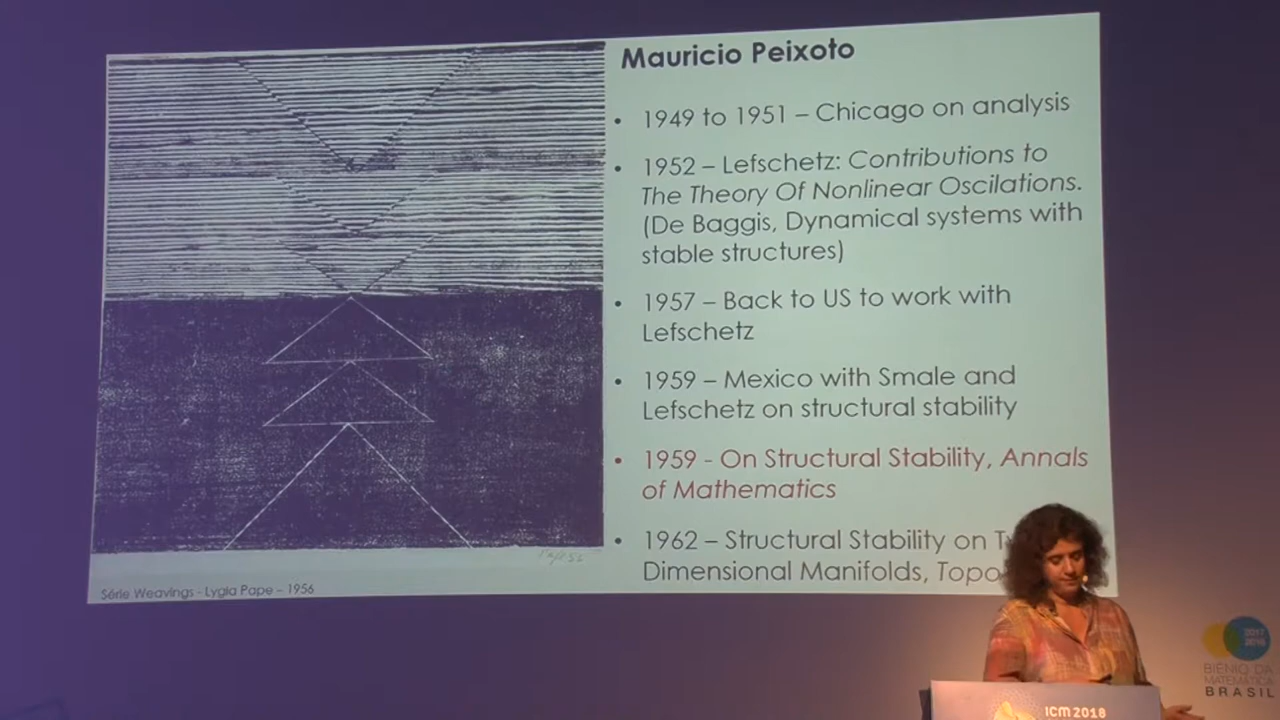 Mauricio Peixoto
• 1949 to 1951 – Chicago on analysis
• 1952 – Lefschetz: Contributions to
The Theory Of Nonlinear Oscilations.
(De Baggis, Dynamical systems with
stable structures)
• 1957 – Back to US to work with
Lefschetz
• 1959 – Mexico with Smale and
Lefschetz on structural stability
• 1959 - On Structural Stability, Annals
of Mathematics
• 1962 – Structural Stability on
Dimensional Manifolds,
Série Weavings - Lygia Pape – 1956
2017
2018
BIÊNIO DA
MATEMÁTICA
BRASIL
ICM 2018